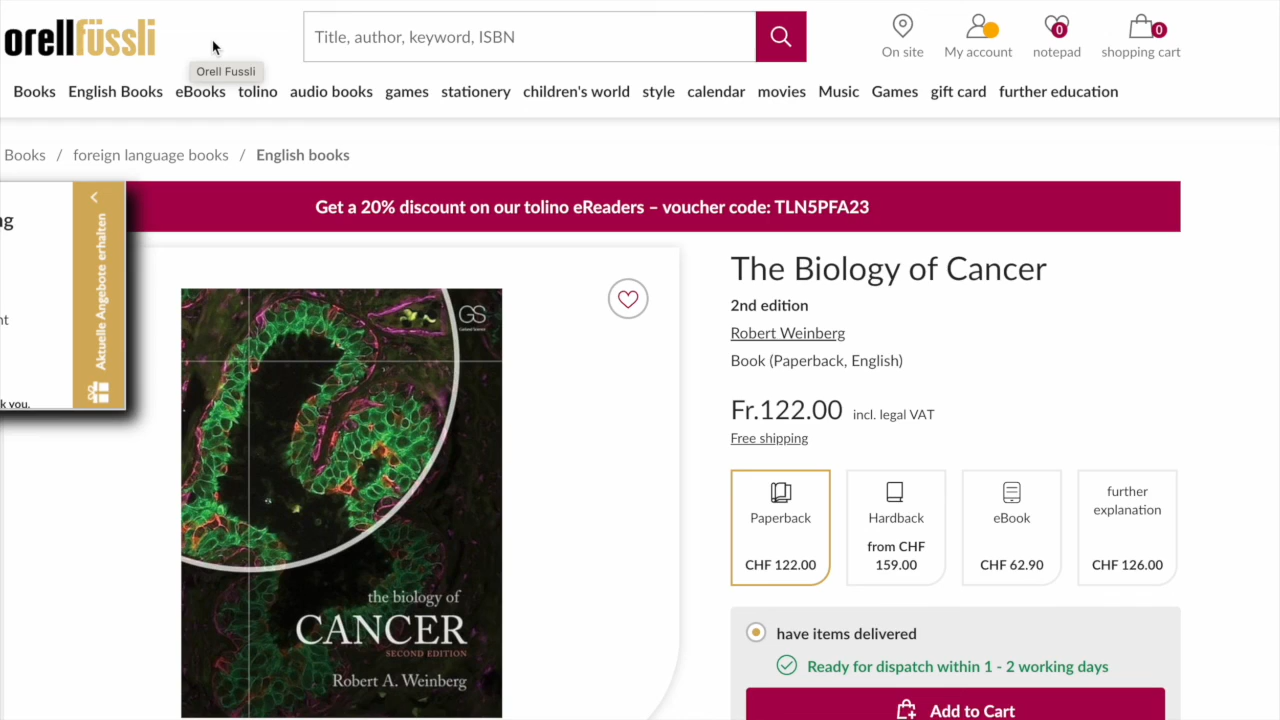 orellfüssli
Title, author, keyword, ISBN
On site
My account
0
notepad
0
shopping cart
Orell Fussli
Books English Books eBooks tolino audio books games stationery children's world style calendar movies Music Games gift card further education
Books / foreign language books / English books
Get a 20% discount on our tolino eReaders – voucher code: TLN5PFA23
Aktuelle Angebote erhalten
k you.
GS
Garland Science
the biology of
CANCER
SECOND EDITION
Robert A. Weinberg
The Biology of Cancer
2nd edition
Robert Weinberg
Book (Paperback, English)
Fr.122.00 incl. legal VAT
Free shipping
Paperback
CHF 122.00
Hardback
from CHF
159.00
eBook
CHF 62.90
further
explanation
CHF 126.00
have items delivered
Ready for dispatch within 1 - 2 working days
Add to Cart